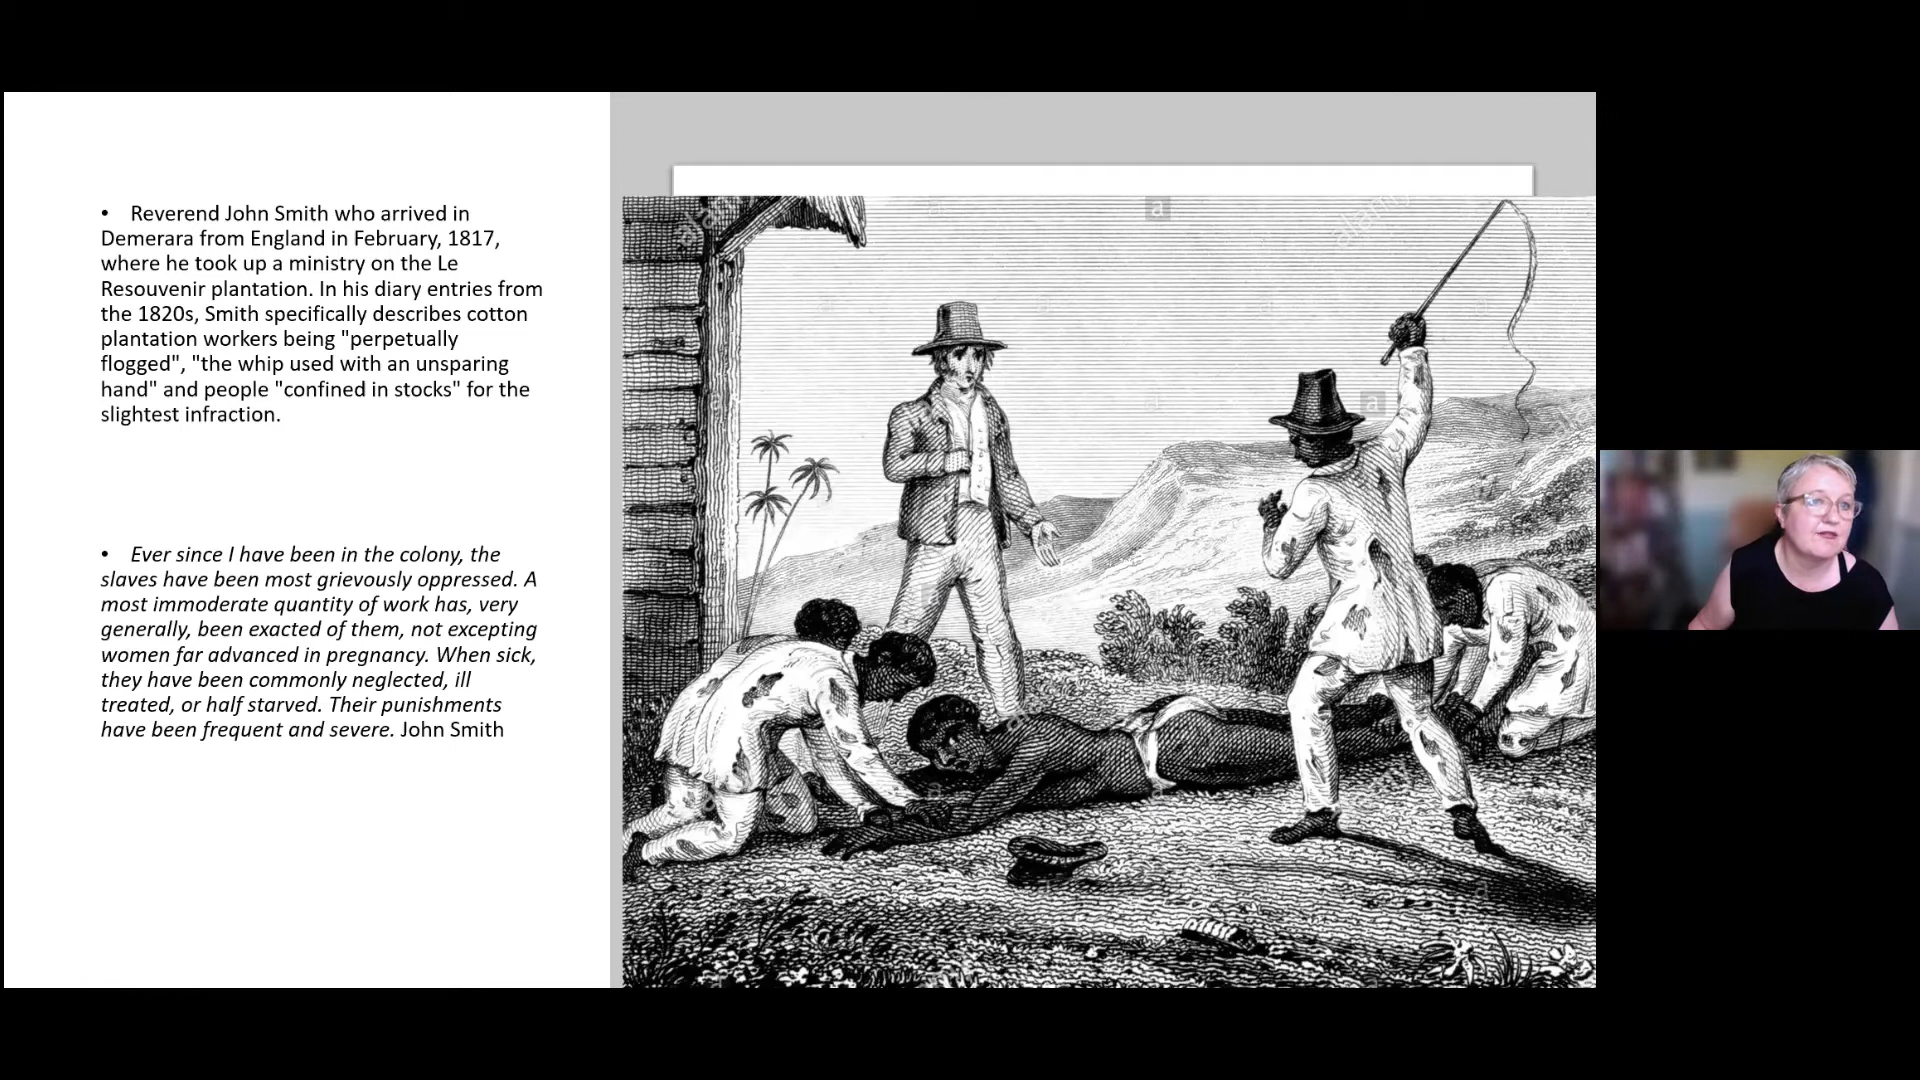 • Reverend John Smith who arrived in
Demerara from England in February, 1817,
where he took up a ministry on the Le
Resouvenir plantation. In his diary entries from
the 1820s, Smith specifically describes cotton
plantation workers being "perpetually
flogged", "the whip used with an unsparing
hand" and people "confined in stocks" for the
slightest infraction.
• Ever since I have been in the colony, the
slaves have been most grievously oppressed. A
most immoderate quantity of work has, very
generally, been exacted of them, not excepting
women far advanced in pregnancy. When sick,
they have been commonly neglected, ill
treated, or half starved. Their punishments
have been frequent and severe. John Smith
alamy
a
alamy
a